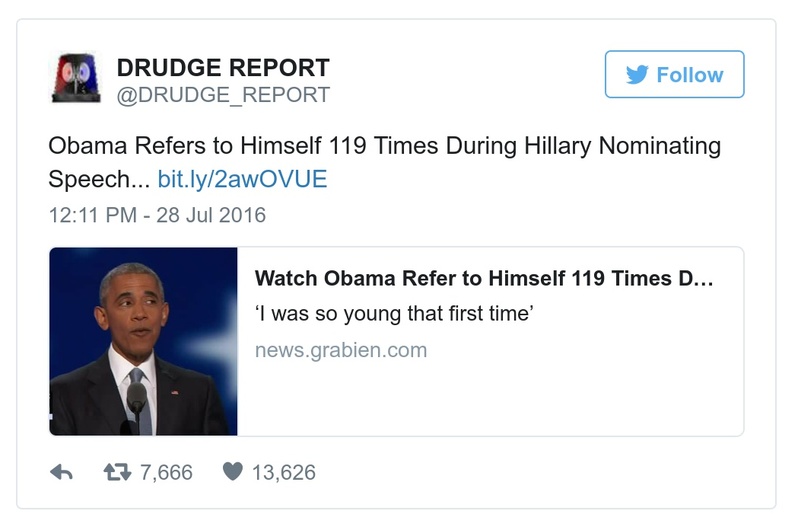 DRUDGE REPORT
@DRUDGE_REPORT
Follow
Obama Refers to Himself 119 Times During Hillary Nominating
Speech... bit.ly/2awOVUE
12:11 PM - 28 Jul 2016
Watch Obama Refer to Himself 119 Times D...
‘I was so young that first time’
news.grabien.com
7,666 13,626